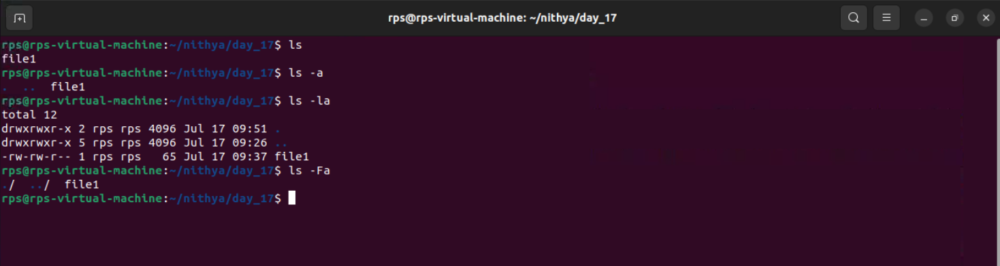 rps@rps-virtual-machine: ~/nithya/day_17
rps@rps-virtual-machine:~/nithya/day_17$ ls
file1
rps@rps-virtual-machine:~/nithya/day_17$ ls -a
.  ..  file1
rps@rps-virtual-machine:~/nithya/day_17$ ls -la
total 12
drwxrwxr-x 2 rps rps 4096 Jul 17 09:51 .
drwxrwxr-x 5 rps rps 4096 Jul 17 09:26 ..
-rw-rw-r-- 1 rps rps   65 Jul 17 09:37 file1
rps@rps-virtual-machine:~/nithya/day_17$ ls -Fa
./  ../  file1
rps@rps-virtual-machine:~/nithya/day_17$